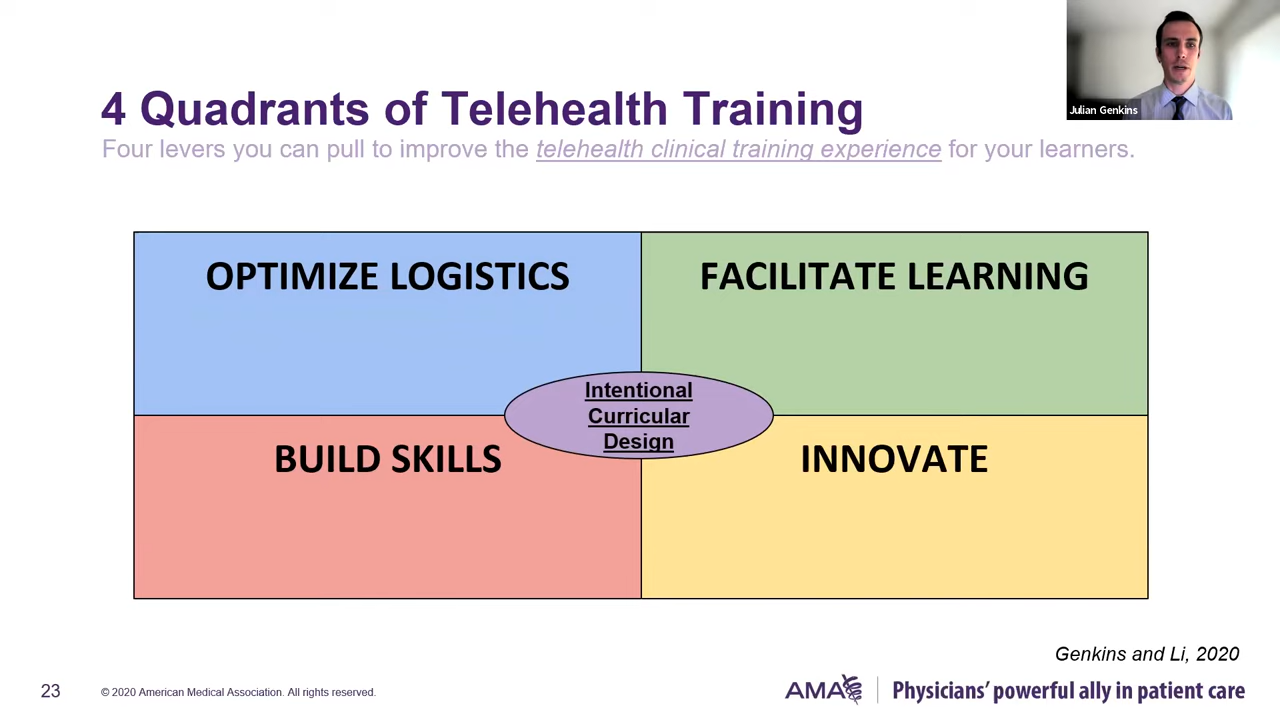 Julian Genkins
4 Quadrants of Telehealth Training
Four levers you can pull to improve the telehealth clinical training experience for your learners.
OPTIMIZE LOGISTICS
FACILITATE LEARNING
Intentional
Curricular
Design
BUILD SKILLS
INNOVATE
Genkins and Li, 2020
23
© 2020 American Medical Association. All rights reserved.
AMA
Physicians’ powerful ally in patient care